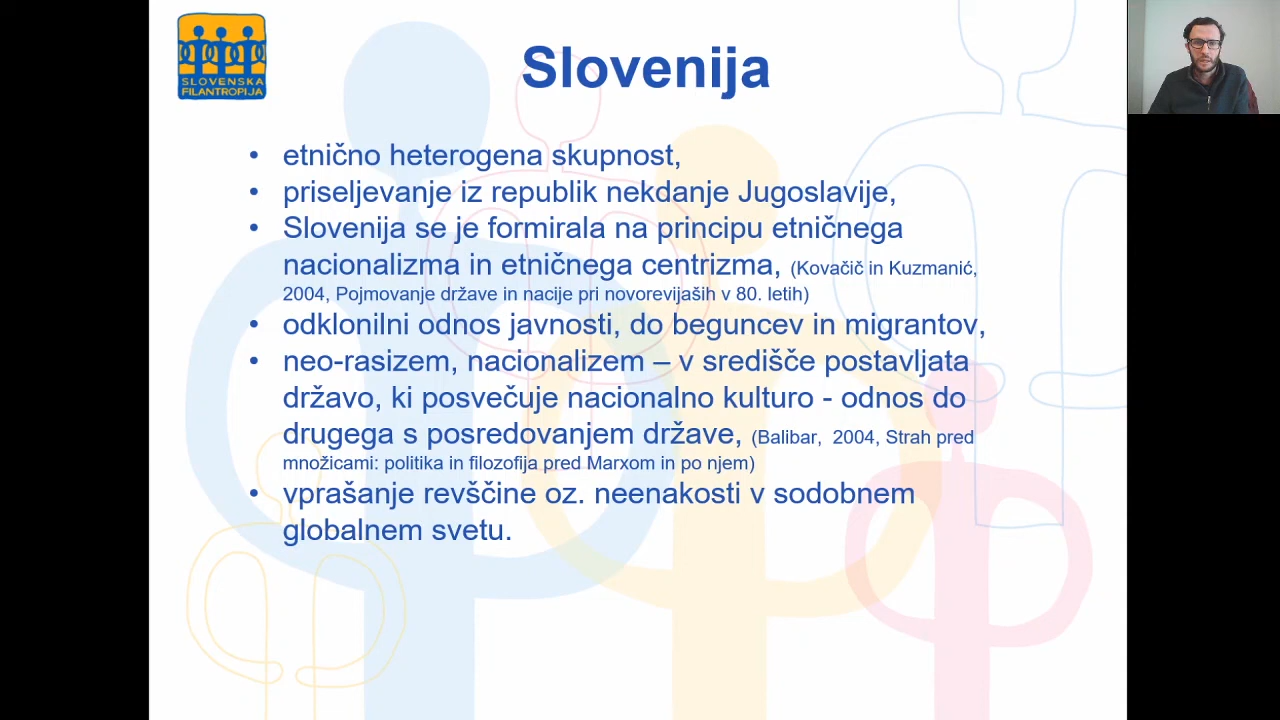 SLOVENSKA
FILANTROPIJA
Slovenija
• etnično heterogena skupnost,
• priseljevanje iz republik nekdanje Jugoslavije,
• Slovenija se je formirala na principu etničnega
nacionalizma in etničnega centrizma, (Kovačič in Kuzmanić,
2004, Pojmovanje države in nacije pri novorevijaših v 80. letih)
• odklonilni odnos javnosti, do beguncev in migrantov,
• neo-rasizem, nacionalizem – v središče postavljata
državo, ki posvečuje nacionalno kulturo - odnos do
drugega s posredovanjem države, (Balibar, 2004, Strah pred
množicami: politika in filozofija pred Marxom in po njem)
• vprašanje revščine oz. neenakosti v sodobnem
globalnem svetu.